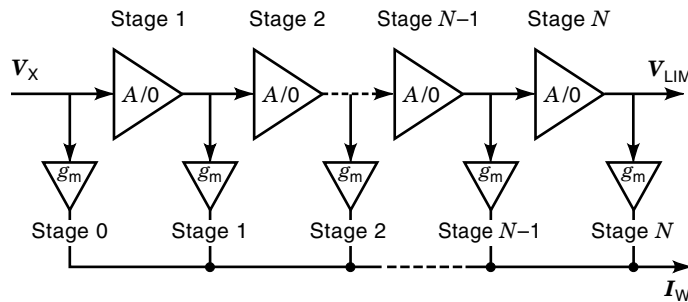 Stage 1 Stage 2 Stage N–1 Stage N
V_X A/0 A/0 A/0 A/0 V_LIM
g_m g_m g_m g_m g_m
Stage 0 Stage 1 Stage 2 Stage N–1 Stage N
I_W